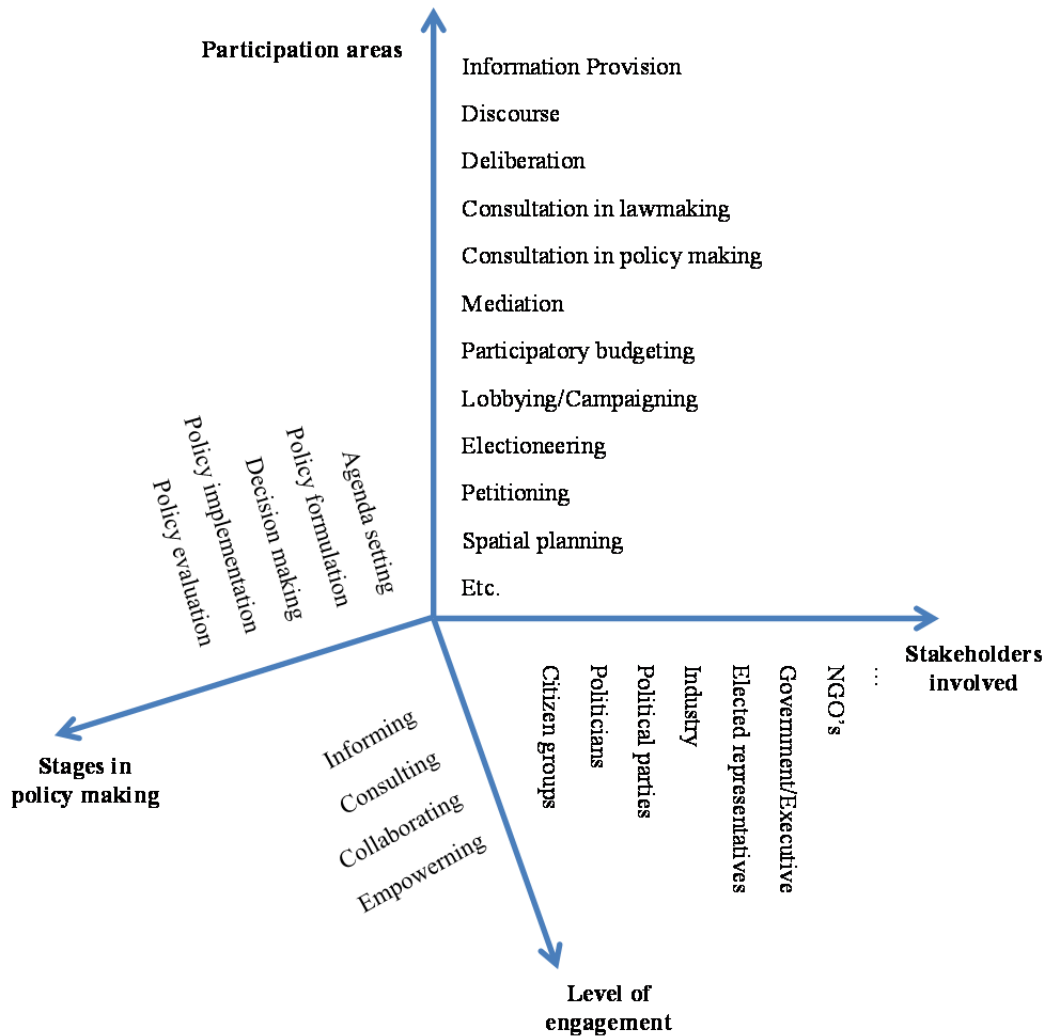 Participation areas
Information Provision
Discourse
Deliberation
Consultation in lawmaking
Consultation in policy making
Mediation
Participatory budgeting
Lobbying/Campaigning
Electioneering
Petitioning
Spatial planning
Etc.
Agenda setting
Policy formulation
Decision making
Policy implementation
Policy evaluation
Stages in
policy making
Informing
Consulting
Collaborating
Empowerning
Level of
engagement
Citizen groups
Politicians
Political parties
Industry
Elected representatives
Government/Executive
NGO's
...
Stakeholders
involved